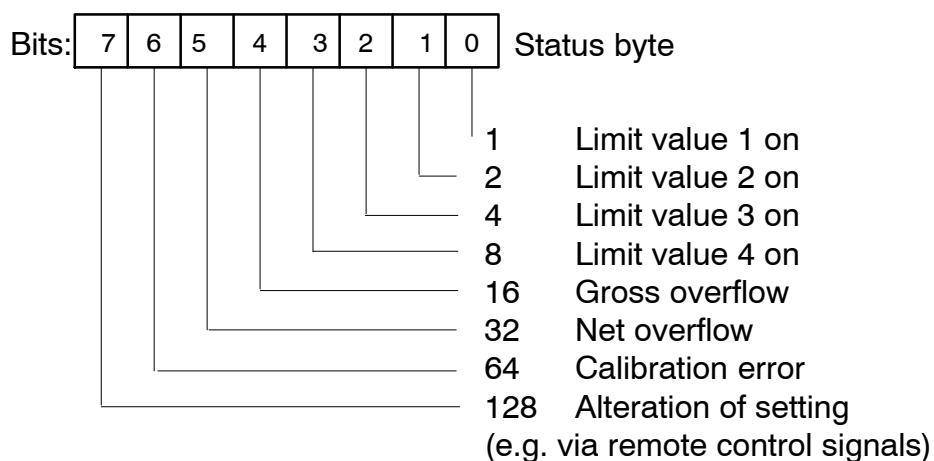 Bits: 7 6 5 4 3 2 1 0 Status byte
1 Limit value 1 on
2 Limit value 2 on
4 Limit value 3 on
8 Limit value 4 on
16 Gross overflow
32 Net overflow
64 Calibration error
128 Alteration of setting
(e.g. via remote control signals)